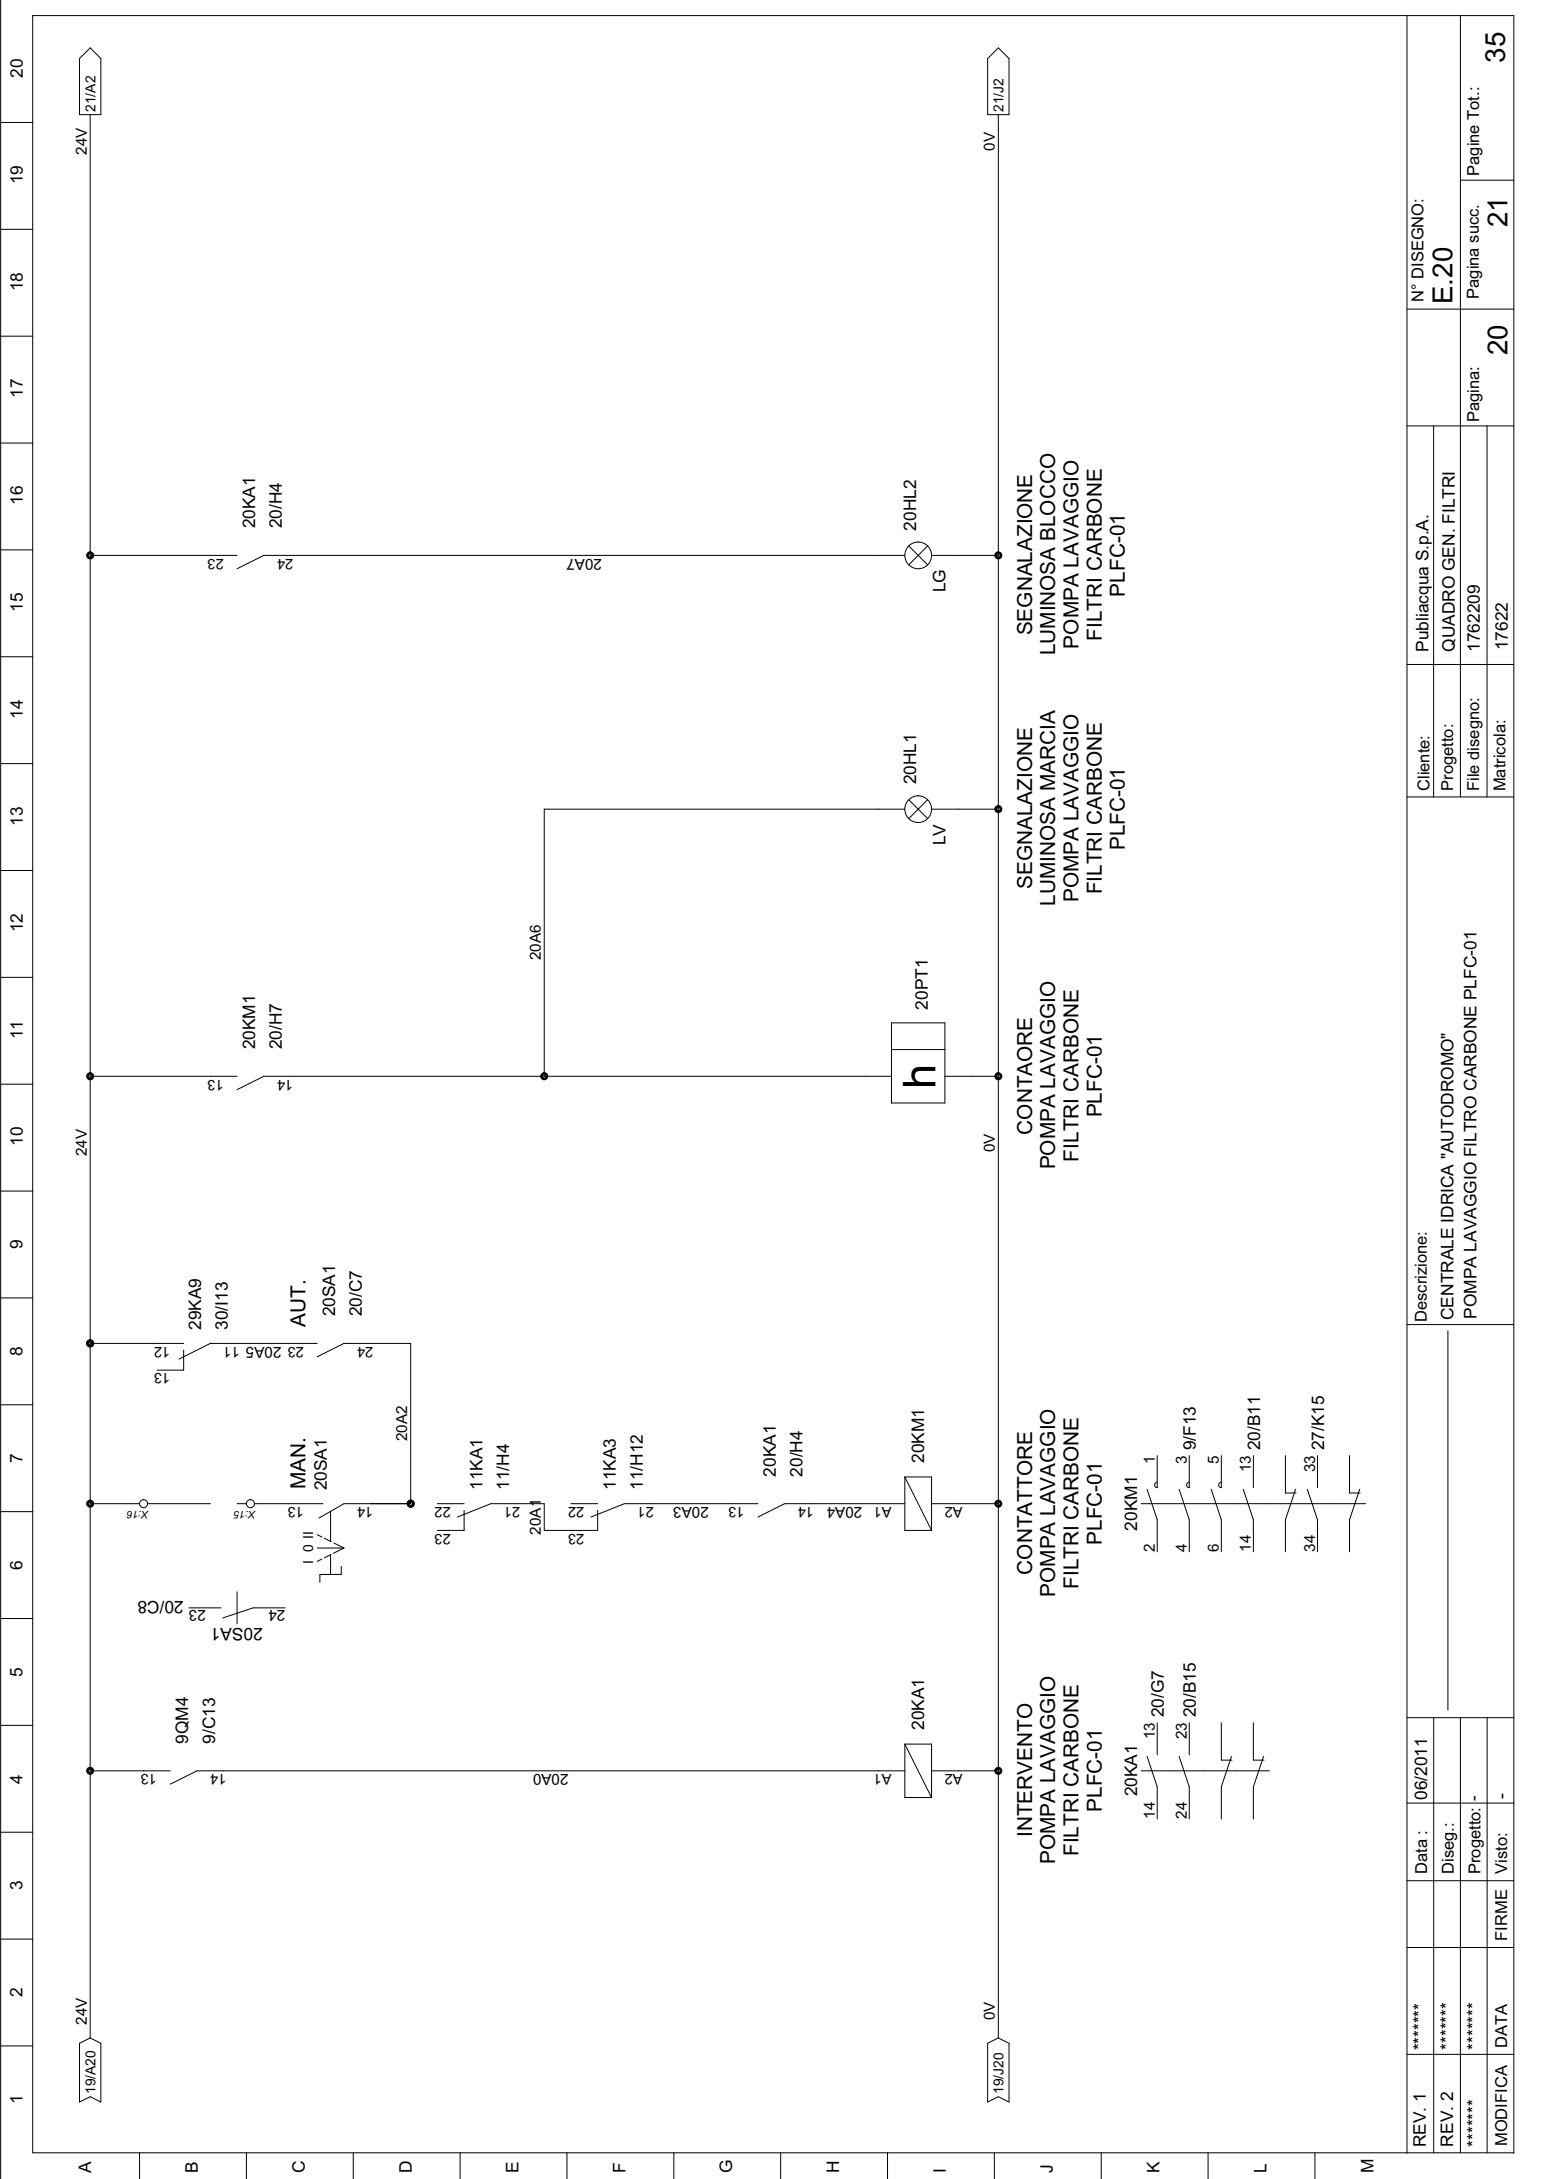 1 2 3 4 5 6 7 8 9 10 11 12 13 14 15 16 17 18 19 20
A
B
C
D
E
F
G
H
I
J
K
L
M
19/A20
24V
24V
24V
21/A2
9QM4
9/C13
13
14
20A0
A1
A2
20KA1
20/C8
23
24
20SA1
X:16
X:15
MAN.
20SA1
13
14
I 0 II
20A2
29KA9
30/I13
12
13
11
20A5
AUT.
20SA1
20/C7
23
24
11KA1
11/H4
22
23
21
20A1
11KA3
11/H12
22
23
21
20A3
20KA1
20/H4
13
14
20A4
A1
A2
20KM1
20KM1
20/H7
13
14
20A6
h
20PT1
20HL1
LV
20KA1
20/H4
23
24
20A7
20HL2
LG
19/J20
0V
0V
0V
21/J2
INTERVENTO
POMPA LAVAGGIO
FILTRI CARBONE
PLFC-01
CONTATTORE
POMPA LAVAGGIO
FILTRI CARBONE
PLFC-01
CONTAORE
POMPA LAVAGGIO
FILTRI CARBONE
PLFC-01
SEGNALAZIONE
LUMINOSA MARCIA
POMPA LAVAGGIO
FILTRI CARBONE
PLFC-01
SEGNALAZIONE
LUMINOSA BLOCCO
POMPA LAVAGGIO
FILTRI CARBONE
PLFC-01
20KA1
14 13 20/G7
24 23 20/B15
20KM1
2 1
4 3 9/F13
6 5
14 13 20/B11
34 33 27/K15
REV. 1 *******
REV. 2 *******
******* *******
MODIFICA DATA FIRME
Data : 06/2011
Diseg.:
Progetto: -
Visto: -
Descrizione:
CENTRALE IDRICA "AUTODROMO"
POMPA LAVAGGIO FILTRO CARBONE PLFC-01
Cliente: Publiacqua S.p.A.
Progetto: QUADRO GEN. FILTRI
File disegno: 1762209
Matricola: 17622
N° DISEGNO:
E.20
Pagina: 20
Pagina succ. 21
Pagine Tot.: 35